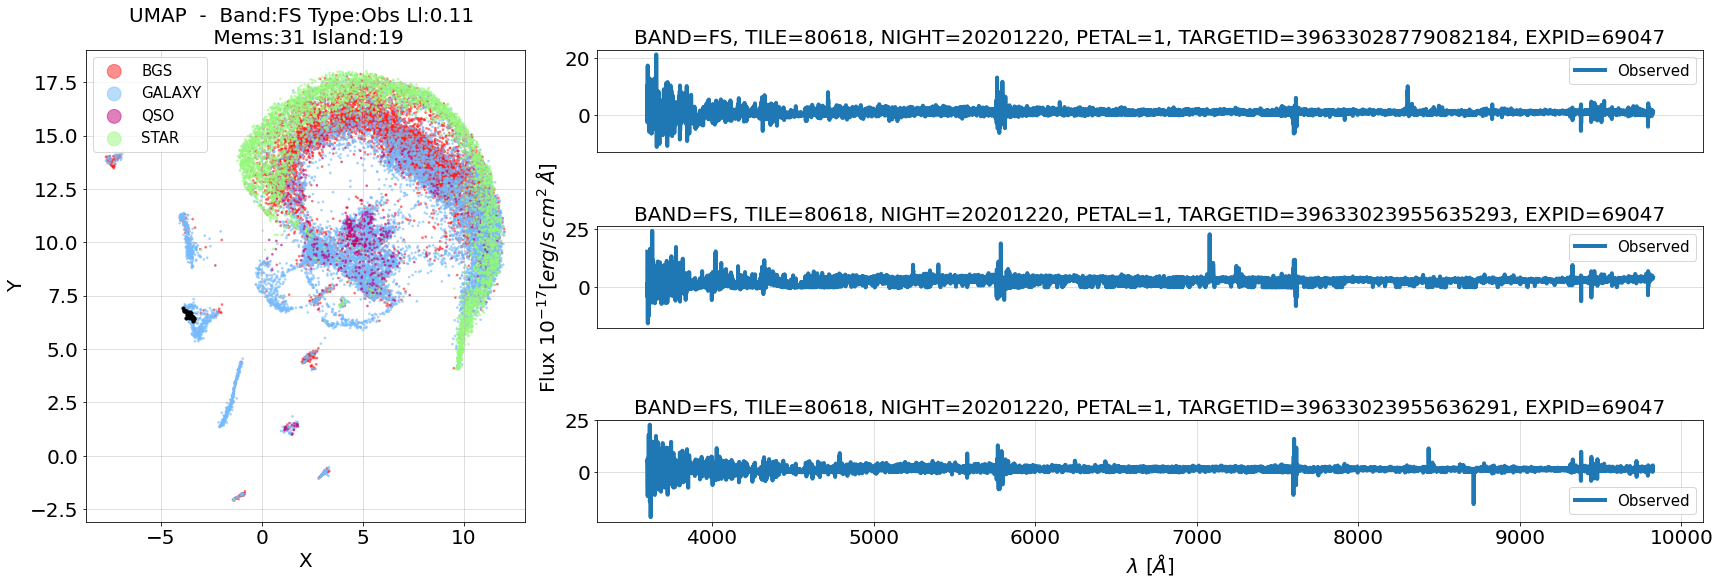 UMAP - Band:FS Type:Obs Ll:0.11
Mems:31 Island:19
BGS
GALAXY
QSO
STAR
17.5
15.0
12.5
10.0
7.5
5.0
2.5
0.0
−2.5
Y
−5
0
5
10
X
Flux 10⁻¹⁷[erg/s cm² Å]
BAND=FS, TILE=80618, NIGHT=20201220, PETAL=1, TARGETID=39633028779082184, EXPID=69047
20
0
Observed
BAND=FS, TILE=80618, NIGHT=20201220, PETAL=1, TARGETID=39633023955635293, EXPID=69047
25
0
Observed
BAND=FS, TILE=80618, NIGHT=20201220, PETAL=1, TARGETID=39633023955636291, EXPID=69047
25
0
Observed
4000
5000
6000
7000
8000
9000
10000
λ [Å]